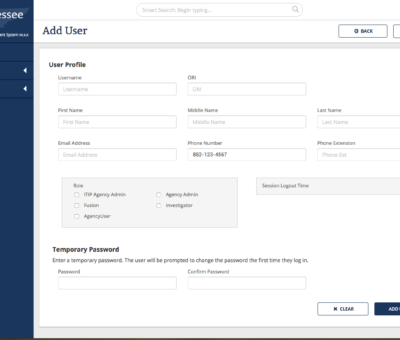 essee
Smart Search: Begin typing...
Add User
BACK
User Profile
Username
ORI
Username
ORI
First Name
Middle Name
Last Name
First Name
Middle Name
Last Name
Email Address
Phone Number
Phone Extension
Email Address
882-123-4567
Phone Ext
Role
Session Logout Time
ITIP Agency Admin
Agency Admin
Fusion
Investigator
AgencyUser
Temporary Password
Enter a temporary password. The user will be prompted to change the password the first time they log in.
Password
Confirm Password
CLEAR
ADD